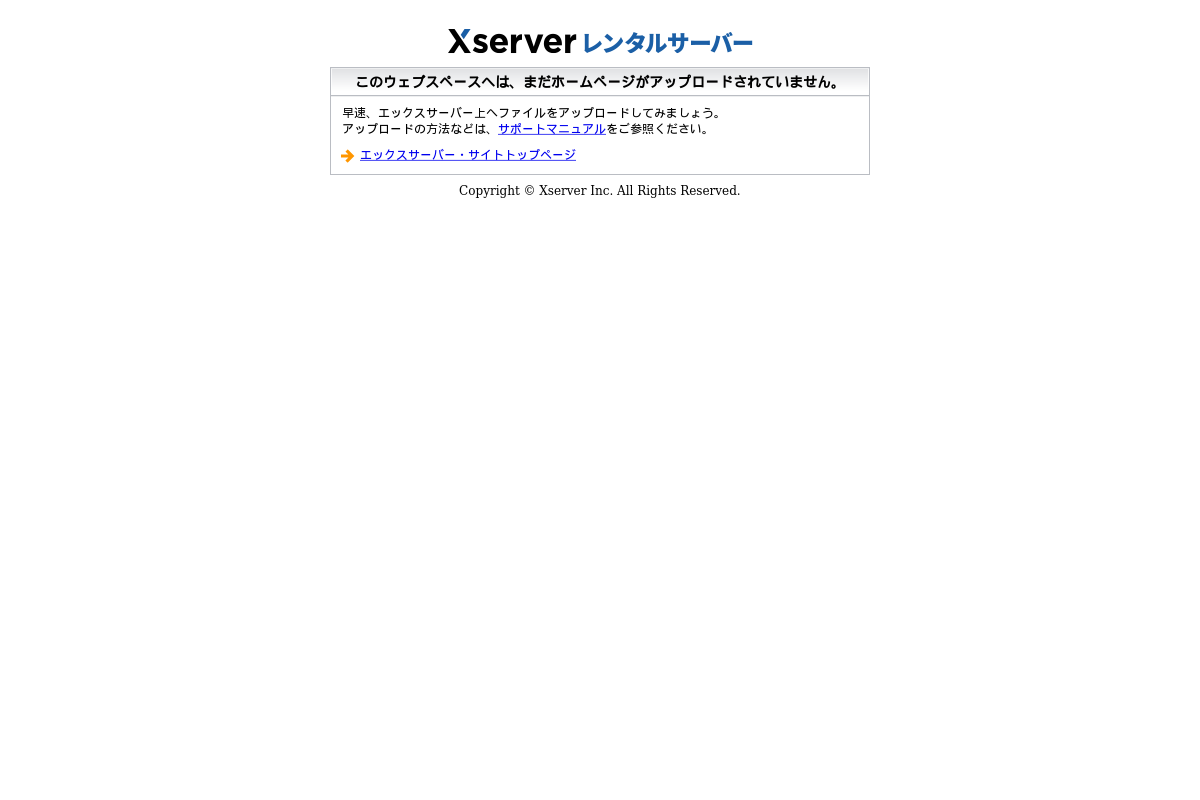 Xserver レンタルサーバー
このウェブスペースへは、まだホームページがアップロードされていません。
早速、エックスサーバー上へファイルをアップロードしてみましょう。
アップロードの方法などは、サポートマニュアルをご参照ください。
エックスサーバー・サイトトップページ
Copyright © Xserver Inc. All Rights Reserved.